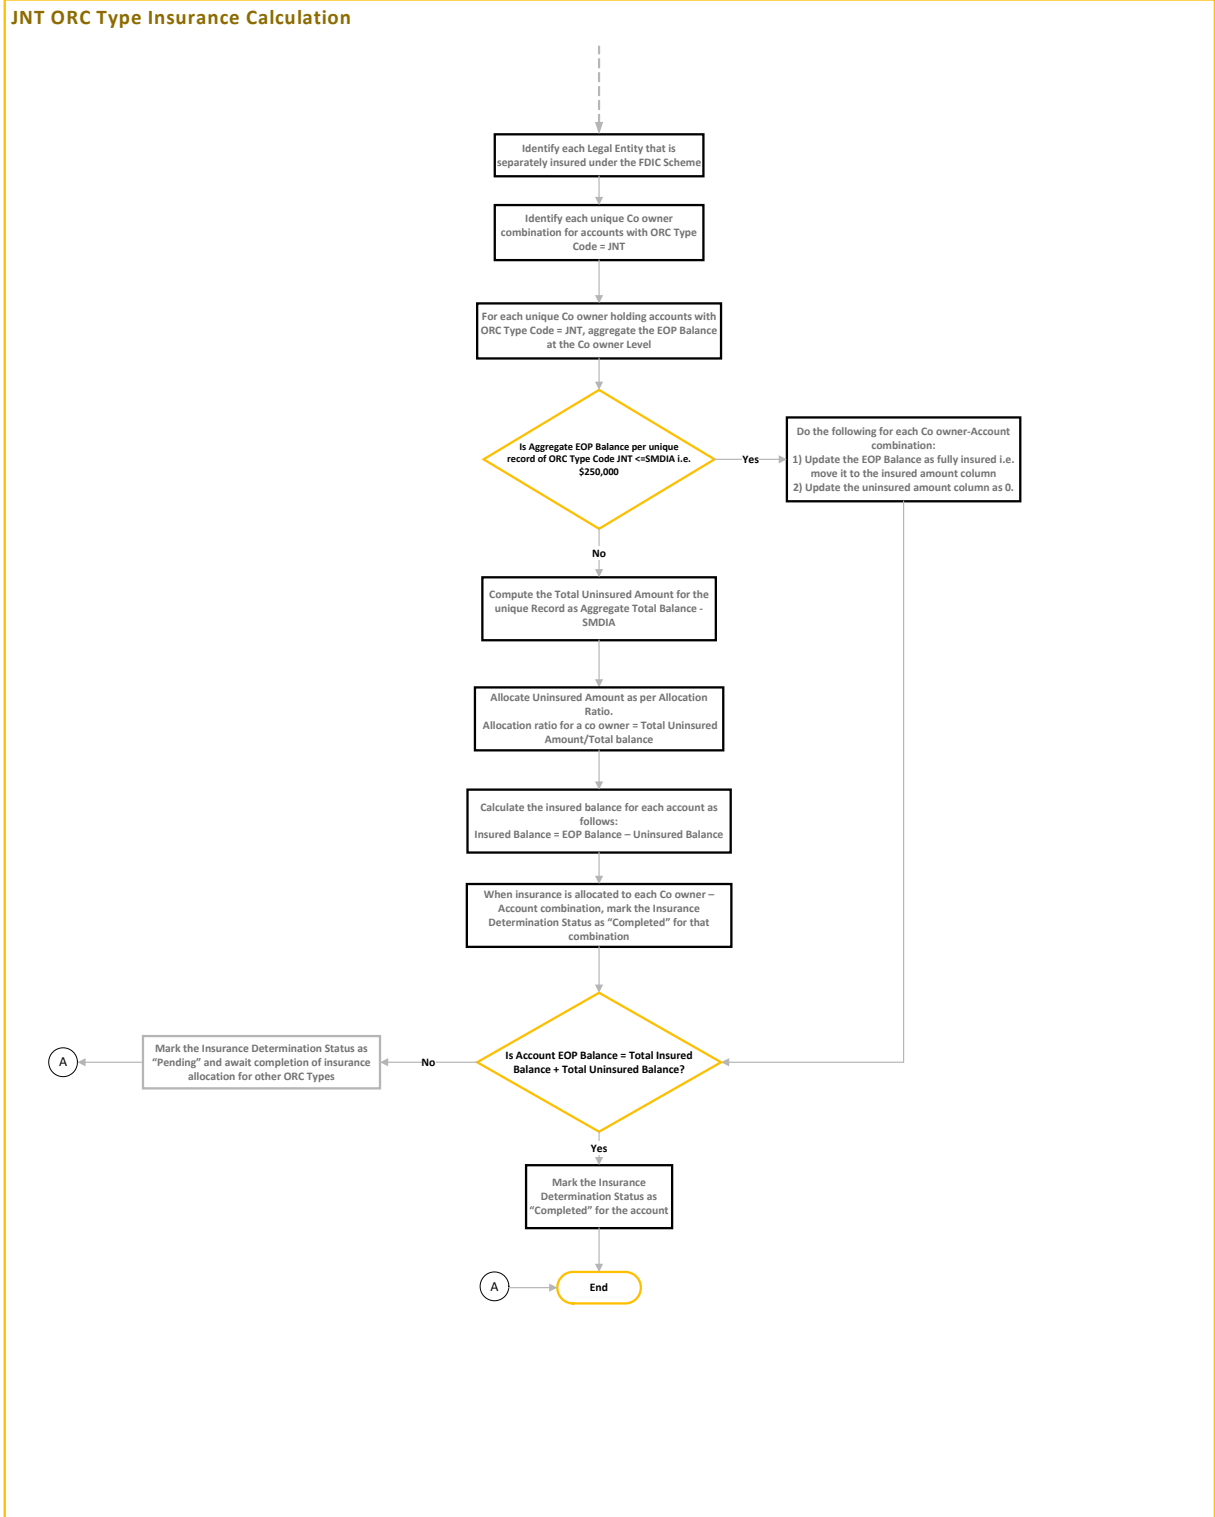 JNT ORC Type Insurance Calculation
Identify each Legal Entity that is
separately insured under the FDIC Scheme
Identify each unique Co owner
combination for accounts with ORC Type
Code = JNT
For each unique Co owner holding accounts with
ORC Type Code = JNT, aggregate the EOP Balance
at the Co owner Level
Is Aggregate EOP Balance per unique
record of ORC Type Code JNT <=SMDIA i.e.
$250,000
Yes
Do the following for each Co owner-Account
combination:
1) Update the EOP Balance as fully insured i.e.
move it to the insured amount column
2) Update the uninsured amount column as 0.
No
Compute the Total Uninsured Amount for the
unique Record as Aggregate Total Balance -
SMDIA
Allocate Uninsured Amount as per Allocation
Ratio.
Allocation ratio for a co owner = Total Uninsured
Amount/Total balance
Calculate the insured balance for each account as
follows:
Insured Balance = EOP Balance – Uninsured Balance
When insurance is allocated to each Co owner –
Account combination, mark the Insurance
Determination Status as “Completed” for that
combination
Is Account EOP Balance = Total Insured
Balance + Total Uninsured Balance?
No
Mark the Insurance Determination Status as
“Pending” and await completion of insurance
allocation for other ORC Types
A
Yes
Mark the Insurance
Determination Status as
“Completed” for the account
A
End